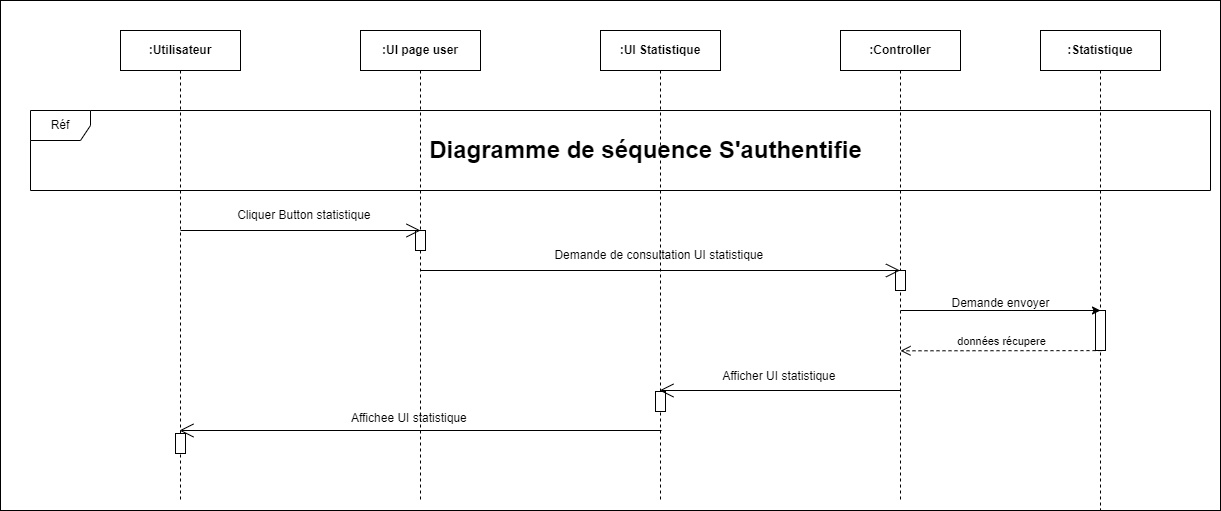 :Utilisateur
:UI page user
:UI Statistique
:Controller
:Statistique
Réf
Diagramme de séquence S'authentifie
Cliquer Button statistique
Demande de consultation UI statistique
Demande envoyer
données récupere
Afficher UI statistique
Affichee UI statistique